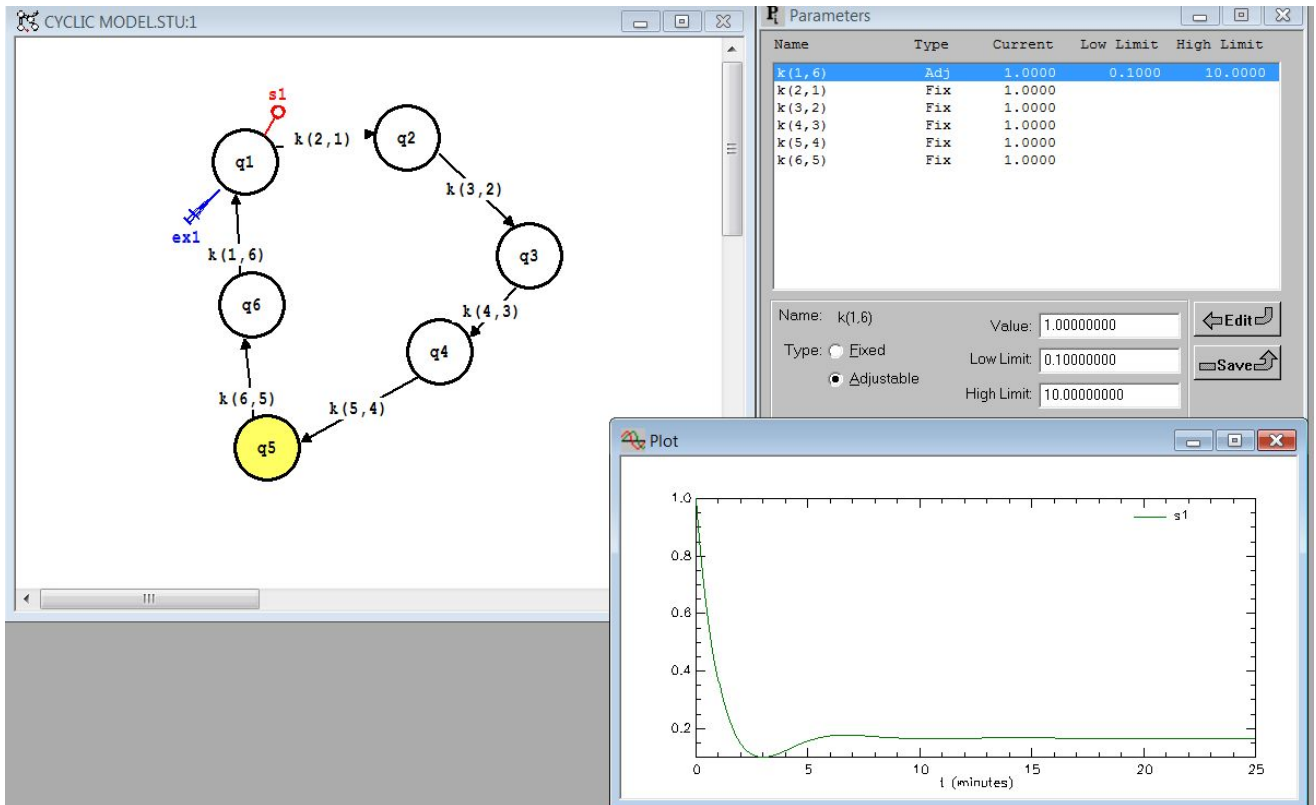 CYCLIC MODEL.STU:1
s1
k(2,1)
q2
q1
k(3,2)
ex1
k(1,6)
q3
q6
k(4,3)
q4
k(6,5)
k(5,4)
q5
Parameters
Name Type Current Low Limit High Limit
k(1,6) Adj 1.0000 0.1000 10.0000
k(2,1) Fix 1.0000
k(3,2) Fix 1.0000
k(4,3) Fix 1.0000
k(5,4) Fix 1.0000
k(6,5) Fix 1.0000
Name: k(1,6) Value: 1.00000000 Edit
Type: Fixed Low Limit: 0.10000000 Save
Adjustable High Limit: 10.00000000
Plot
1.0
s1
0.8
0.6
0.4
0.2
0 5 10 15 20 25
t (minutes)